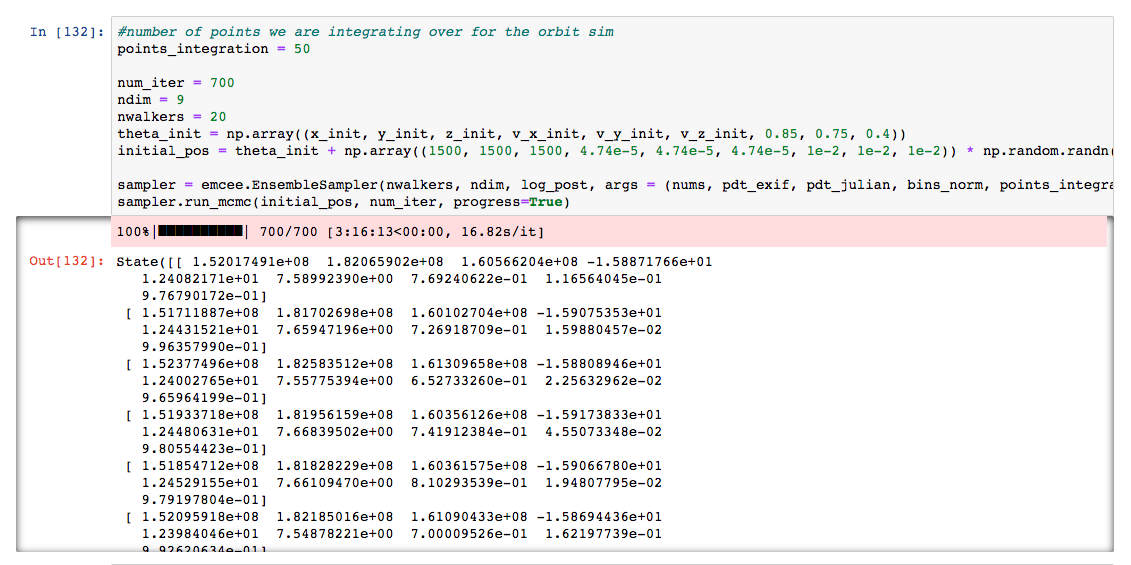 In [132]: #number of points we are integrating over for the orbit sim
points_integration = 50
num_iter = 700
ndim = 9
nwalkers = 20
theta_init = np.array((x_init, y_init, z_init, v_x_init, v_y_init, v_z_init, 0.85, 0.75, 0.4))
initial_pos = theta_init + np.array((1500, 1500, 1500, 4.74e-5, 4.74e-5, 4.74e-5, 1e-2, 1e-2, 1e-2)) * np.random.randn(
sampler = emcee.EnsembleSampler(nwalkers, ndim, log_post, args = (nums, pdt_exif, pdt_julian, bins_norm, points_integra
sampler.run_mcmc(initial_pos, num_iter, progress=True)
100%|██████████| 700/700 [3:16:13<00:00, 16.82s/it]
Out[132]: State([[ 1.52017491e+08 1.82065902e+08 1.60566204e+08 -1.58871766e+01
1.24082171e+01 7.58992390e+00 7.69240622e-01 1.16564045e-01
9.76790172e-01]
[ 1.51711887e+08 1.81702698e+08 1.60102704e+08 -1.59075353e+01
1.24431521e+01 7.65947196e+00 7.26918709e-01 1.59880457e-02
9.96357990e-01]
[ 1.52377496e+08 1.82583512e+08 1.61309658e+08 -1.58808946e+01
1.24002765e+01 7.55775394e+00 6.52733260e-01 2.25632962e-02
9.65964199e-01]
[ 1.51933718e+08 1.81956159e+08 1.60356126e+08 -1.59173833e+01
1.24480631e+01 7.66839502e+00 7.41912384e-01 4.55073348e-02
9.80554423e-01]
[ 1.51854712e+08 1.81828229e+08 1.60361575e+08 -1.59066780e+01
1.24529155e+01 7.66109470e+00 8.10293539e-01 1.94807795e-02
9.79197804e-01]
[ 1.52095918e+08 1.82185016e+08 1.61090433e+08 -1.58694436e+01
1.23984046e+01 7.54878221e+00 7.00009526e-01 1.62197739e-01
9.92620634e-01]